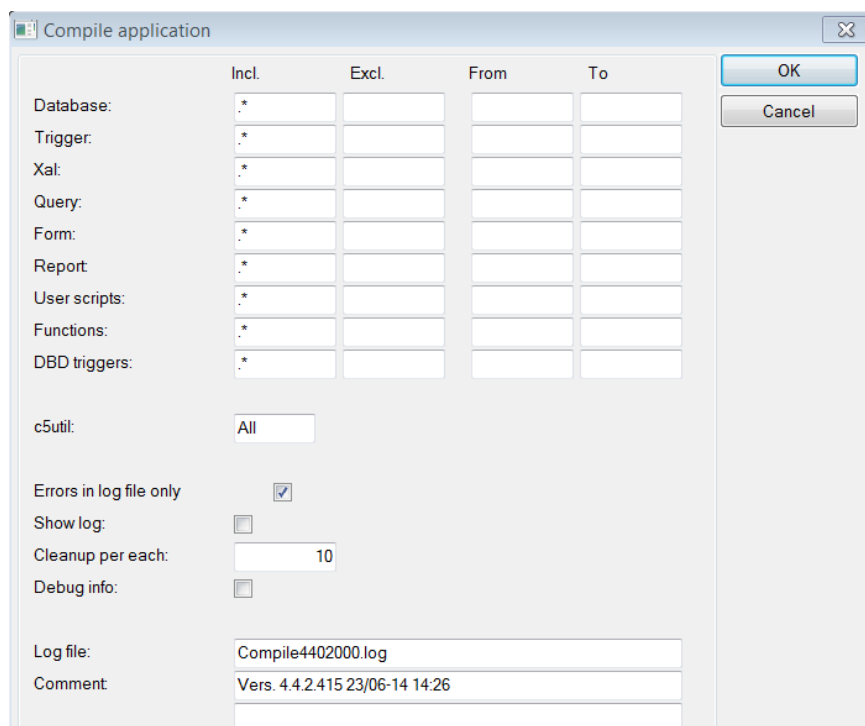 Compile application
Incl. Excl. From To
OK
Database: .*
Cancel
Trigger: .*
Xal: .*
Query: .*
Form: .*
Report: .*
User scripts: .*
Functions: .*
DBD triggers: .*
c5util: All
Errors in log file only
Show log:
Cleanup per each: 10
Debug info:
Log file: Compile4402000.log
Comment: Vers. 4.4.2.415 23/06-14 14:26